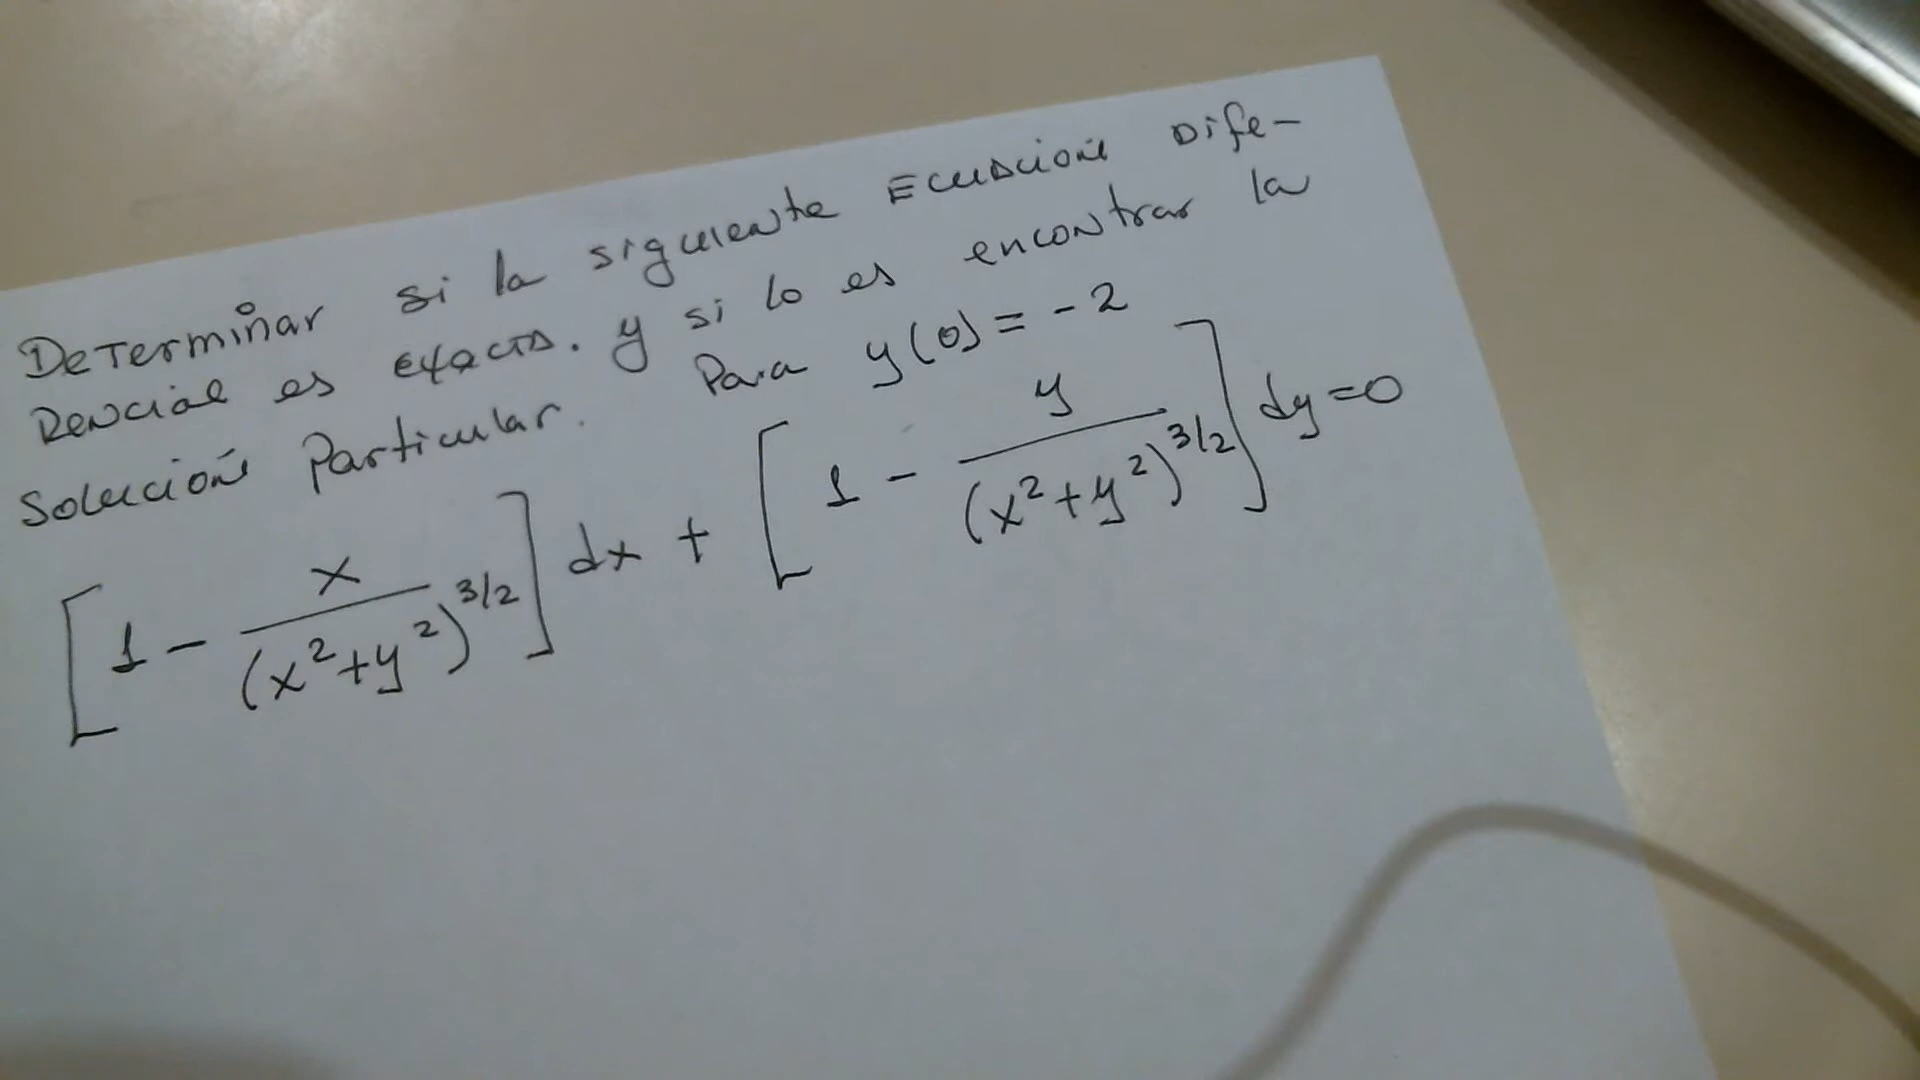 Determinar si la siguiente Ecuación Dife-
Rencial es exacta. y si lo es encontrar la
Solución Particular. Para y(0) = -2
[1 - x/(x²+y²)^3/2] dx + [1 - y/(x²+y²)^3/2] dy=0